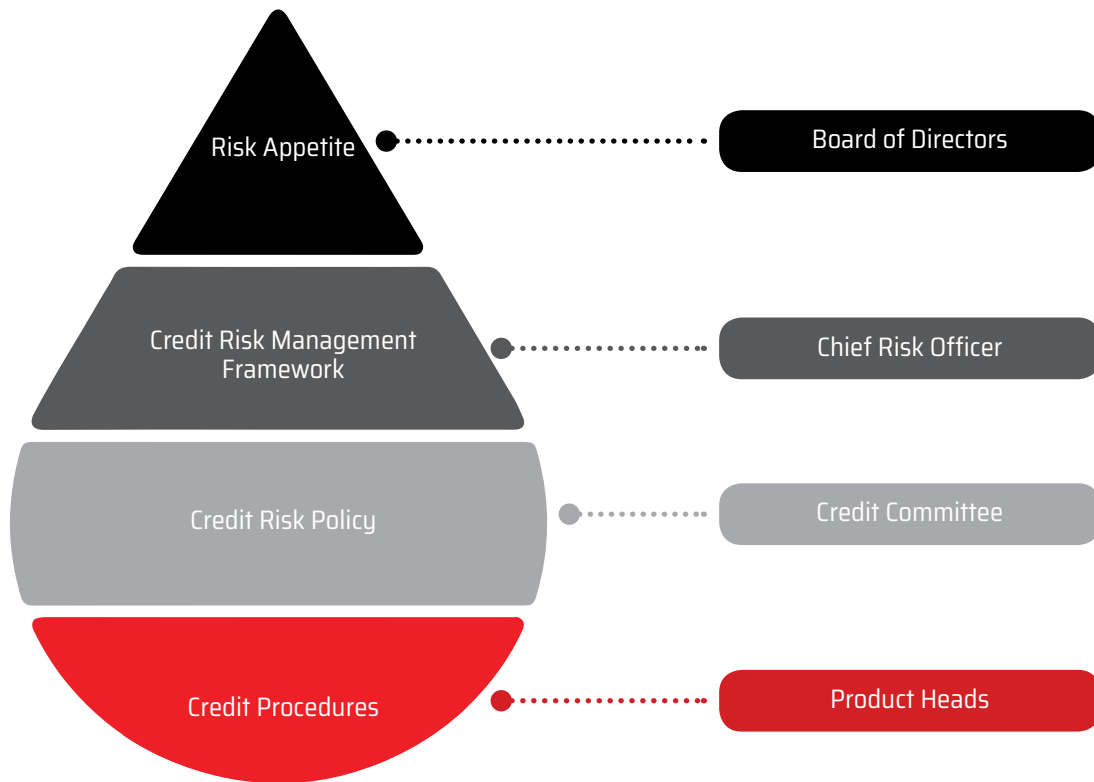 Risk Appetite
Board of Directors
Credit Risk Management
Framework
Chief Risk Officer
Credit Risk Policy
Credit Committee
Credit Procedures
Product Heads